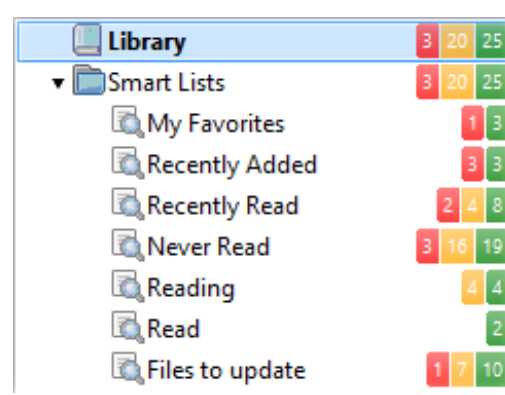 Library 3 20 25
Smart Lists 3 20 25
My Favorites 1 3
Recently Added 3 3
Recently Read 2 4 8
Never Read 3 16 19
Reading 4 4
Read 2
Files to update 1 7 10